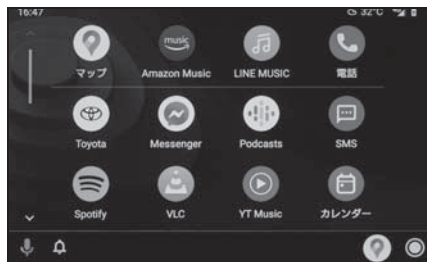 16:47 32℃
music
マップ Amazon Music LINE MUSIC 電話
Toyota Messenger Podcasts SMS
Spotify VLC YT Music カレンダー